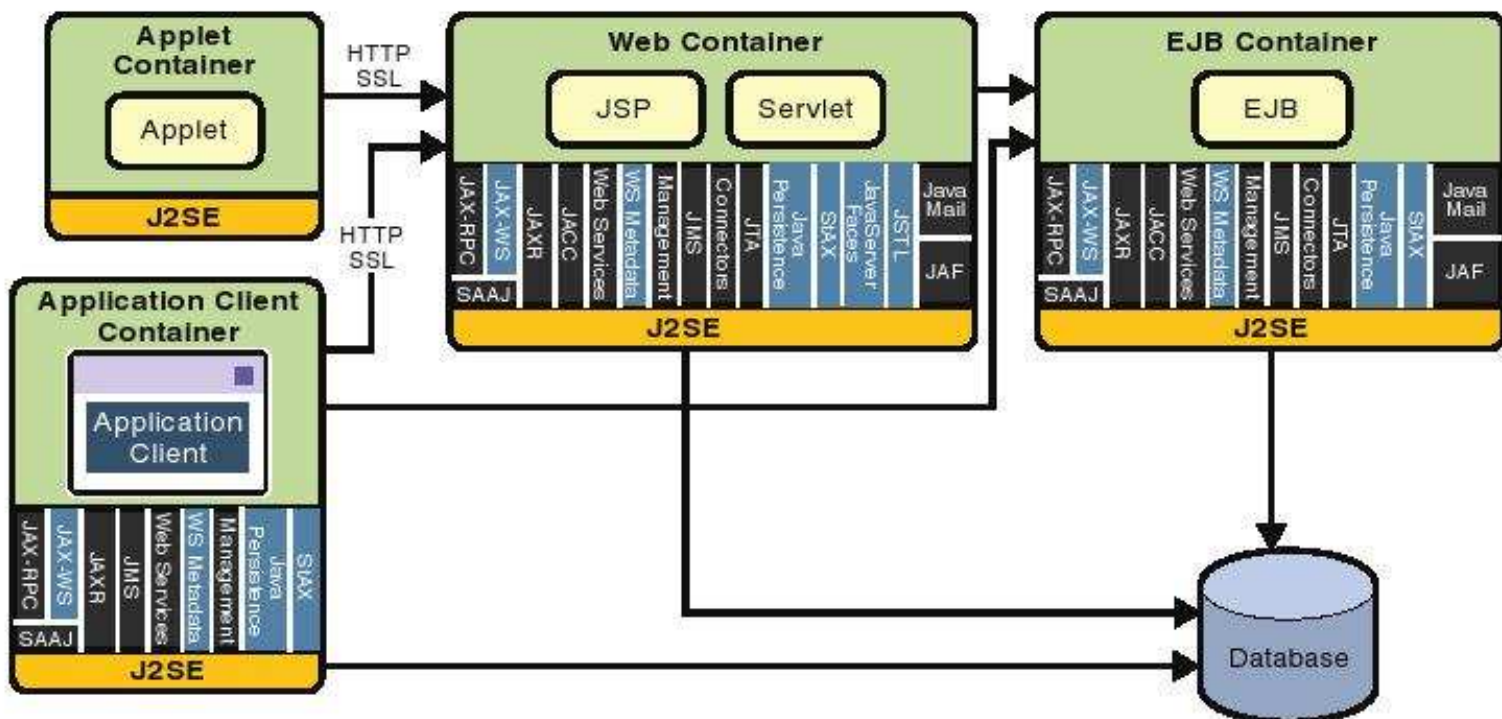 Applet
Container
Applet
J2SE
HTTP
SSL
HTTP
SSL
Web Container
JSP
Servlet
JAX-RPC
JAX-WS
SAAJ
JAXR
JACC
Web Services
WS Metadata
Management
JMS
Connectors
JTA
Java
Persistence
StAX
JavaServer
Faces
JSTL
Java
Mail
JAF
J2SE
EJB Container
EJB
JAX-RPC
JAX-WS
SAAJ
JAXR
JACC
Web Services
WS Metadata
Management
JMS
Connectors
JTA
Java
Persistence
StAX
Java
Mail
JAF
J2SE
Application Client
Container
Application
Client
JAX-RPC
JAX-WS
SAAJ
JAXR
JMS
Web Services
WS Metadata
Management
Java
Persistence
StAX
J2SE
Database